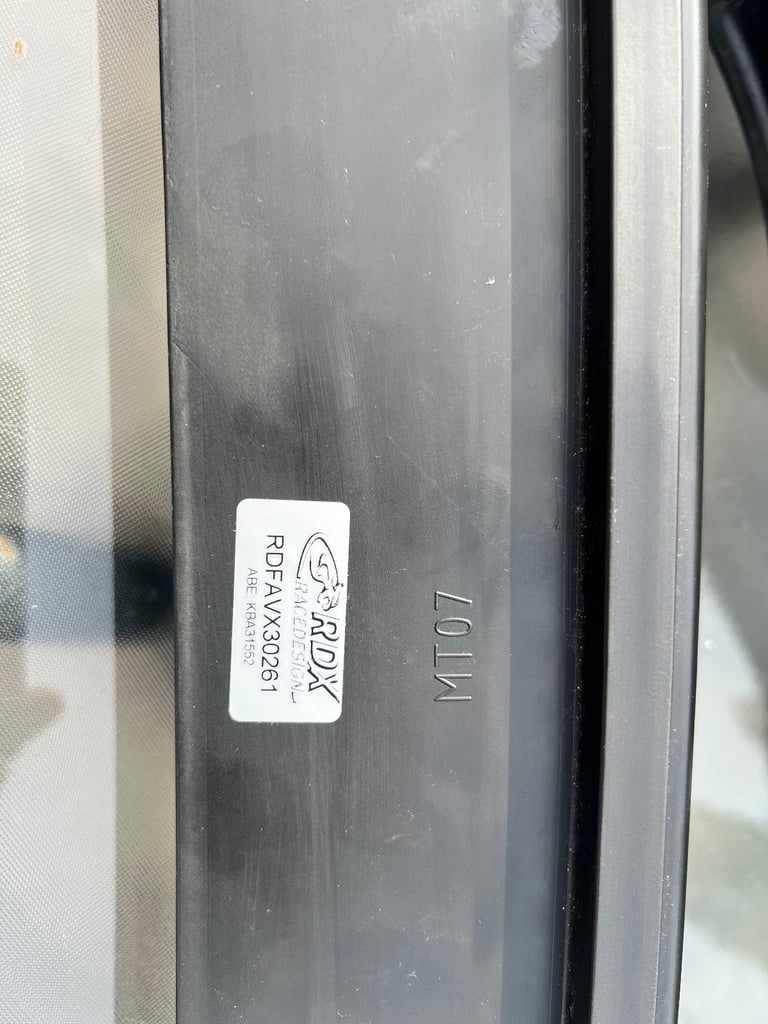 RDX
RACEDESIGN
RDFAVX30261
ABE KBA31552
MT07